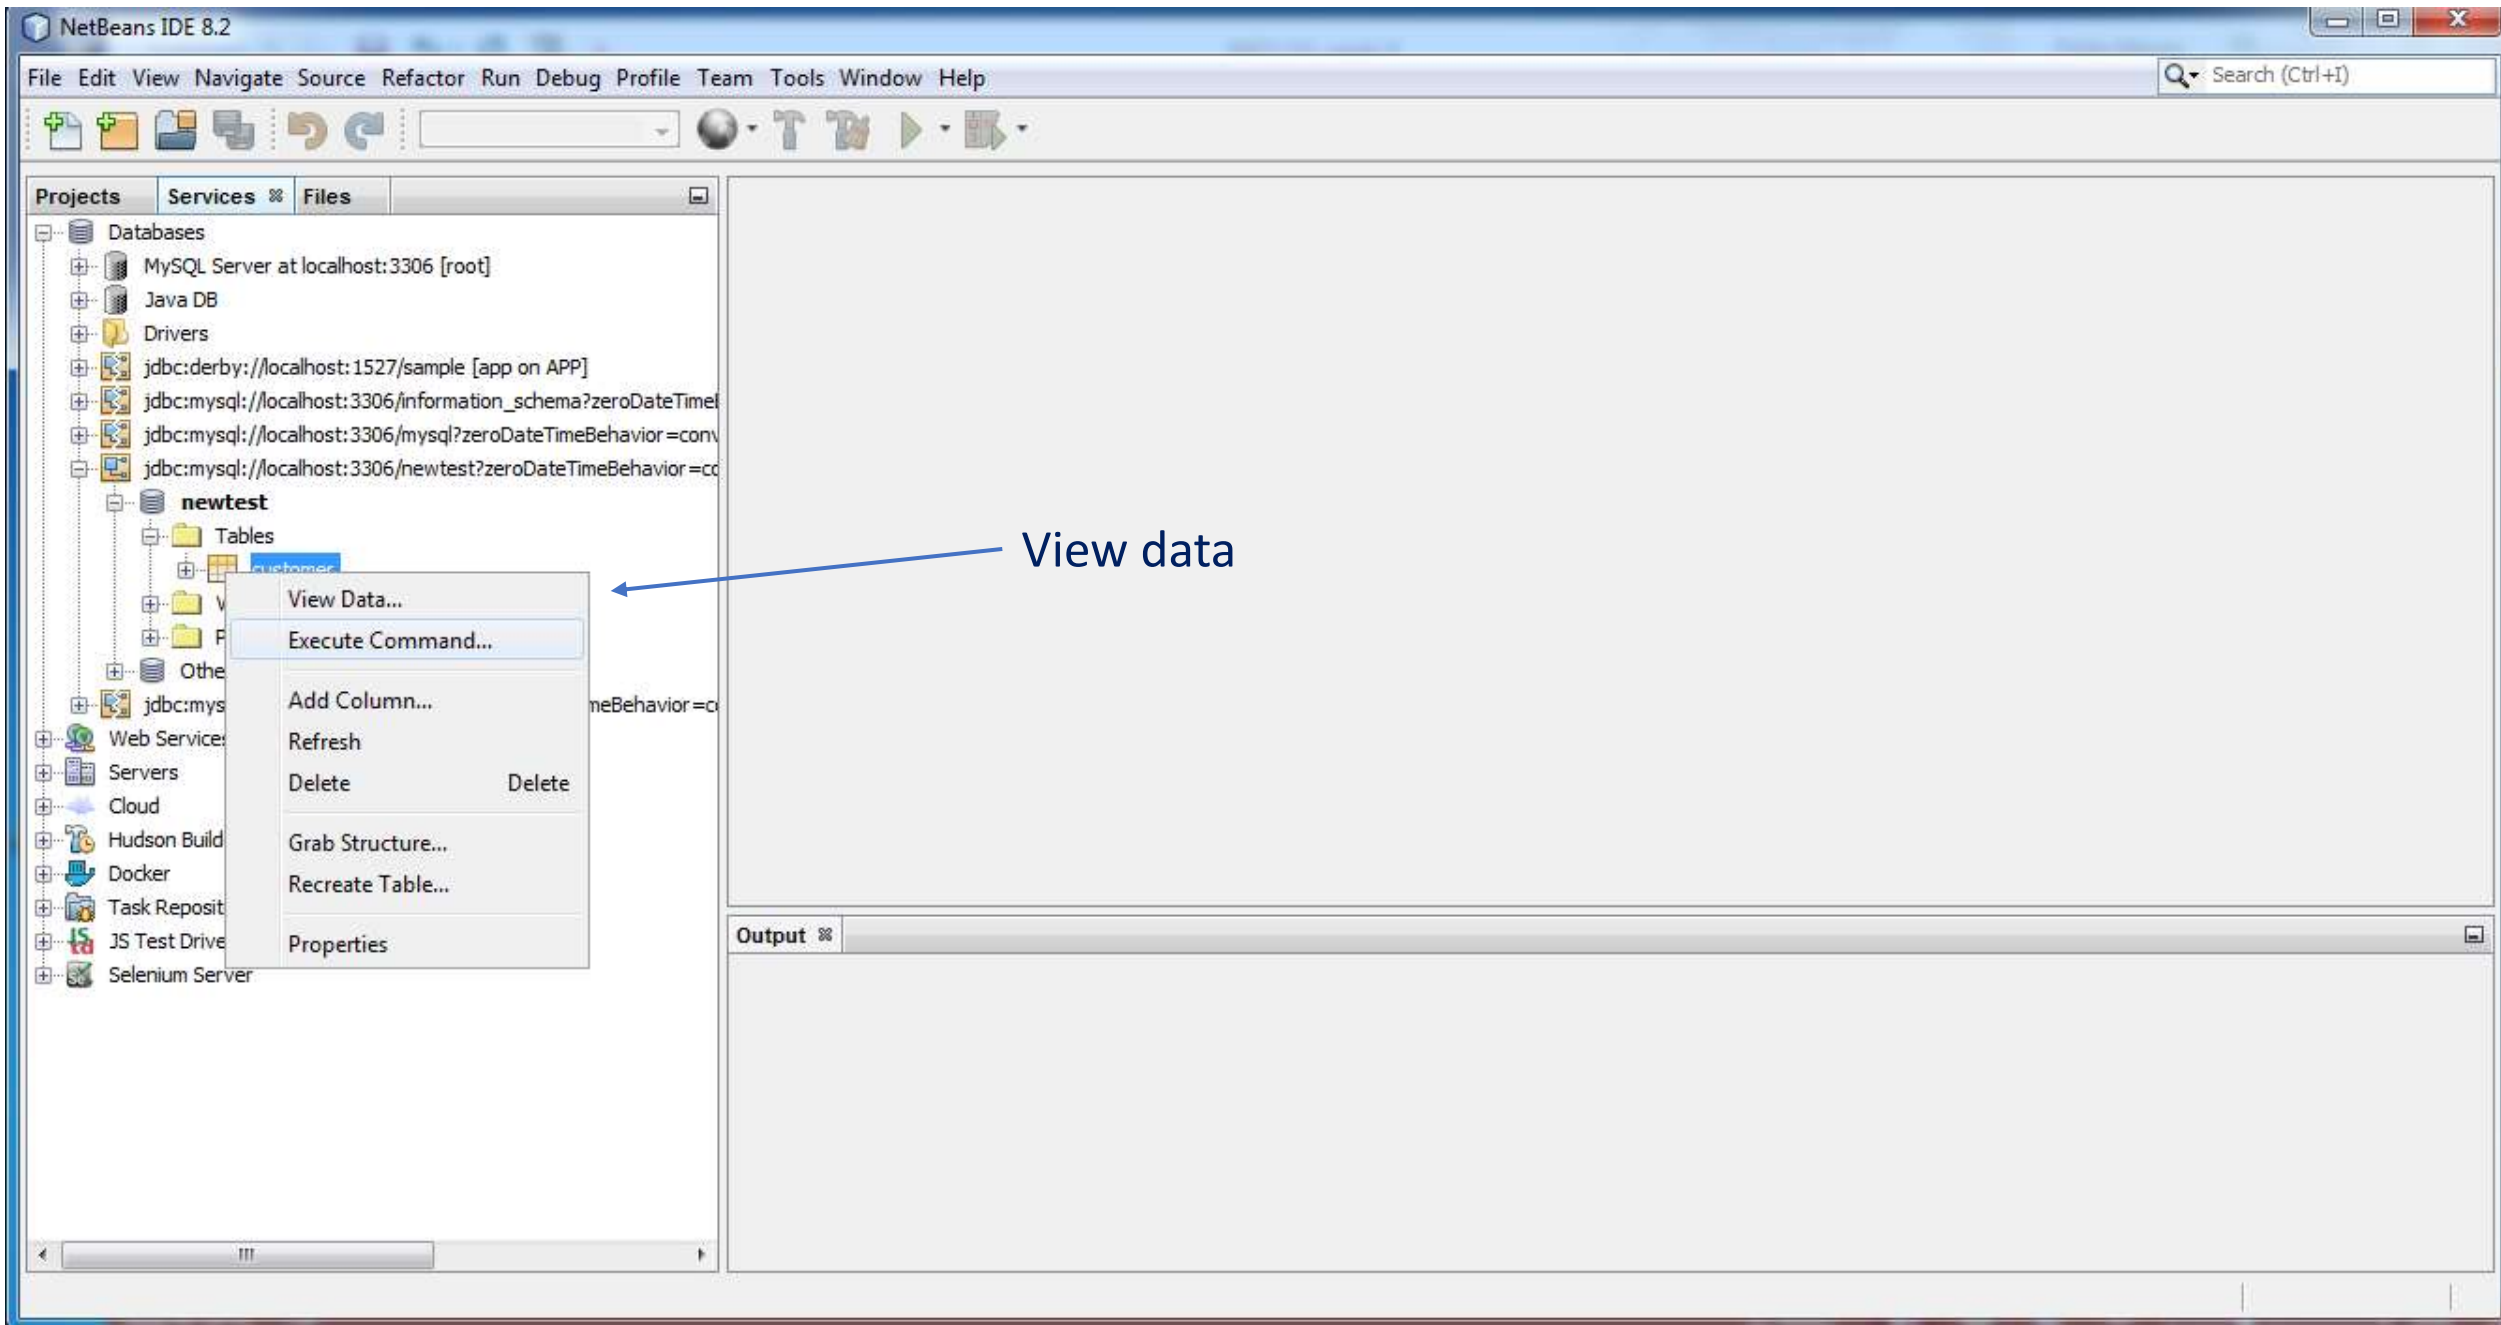 NetBeans IDE 8.2
File Edit View Navigate Source Refactor Run Debug Profile Team Tools Window Help
Search (Ctrl+I)
Projects Services Files
Databases
MySQL Server at localhost:3306 [root]
Java DB
Drivers
jdbc:derby://localhost:1527/sample [app on APP]
jdbc:mysql://localhost:3306/information_schema?zeroDateTimeI
jdbc:mysql://localhost:3306/mysql?zeroDateTimeBehavior=conv
jdbc:mysql://localhost:3306/newtest?zeroDateTimeBehavior=co
newtest
Tables
customer
View data
View Data...
Execute Command...
Othe
Add Column...
jdbc:mys
meBehavior=co
Web Services
Refresh
Servers
Delete Delete
Cloud
Hudson Build
Grab Structure...
Docker
Recreate Table...
Task Reposit
JS Test Drive
Properties
Selenium Server
Output